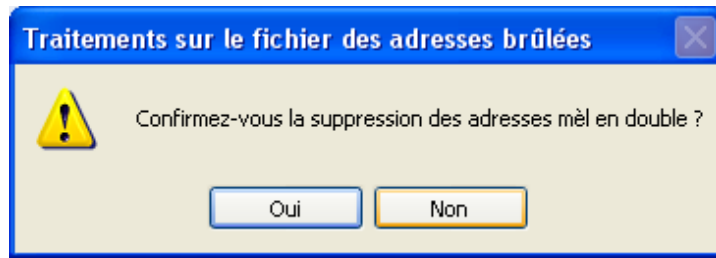 Traitements sur le fichier des adresses brûlées
Confirmez-vous la suppression des adresses mèl en double ?
Oui
Non